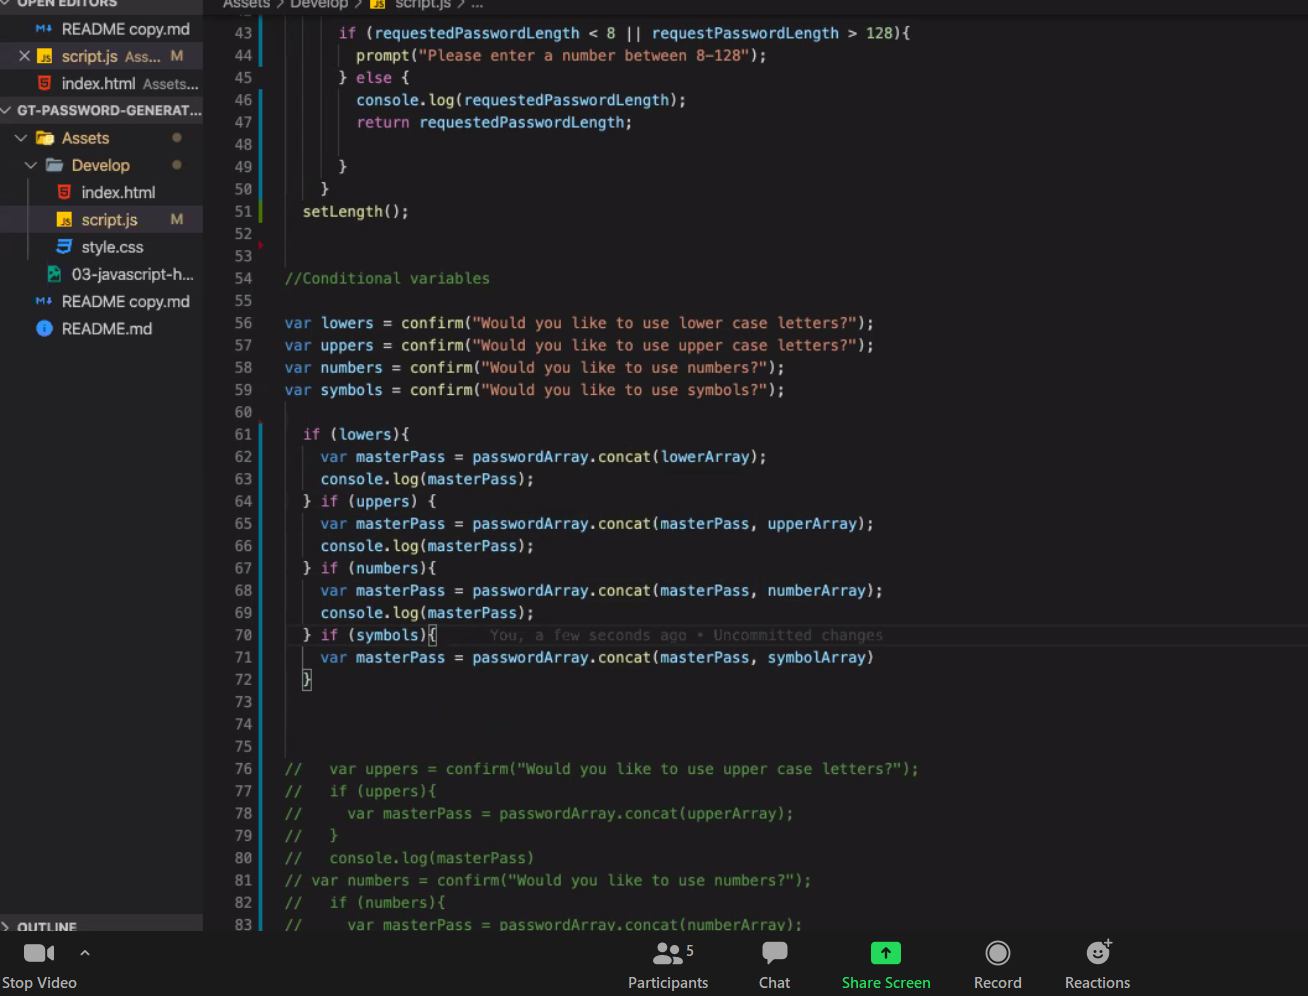 OPEN EDITORS
README copy.md
script.js Ass... M
index.html Assets...
GT-PASSWORD-GENERAT...
Assets
Develop
index.html
script.js M
style.css
03-javascript-h...
README copy.md
README.md
OUTLINE
Assets > Develop > JS script.js > ...
43 if (requestedPasswordLength < 8 || requestPasswordLength > 128){
44 prompt("Please enter a number between 8-128");
45 } else {
46 console.log(requestedPasswordLength);
47 return requestedPasswordLength;
48
49 }
50 }
51 setLength();
52
53
54 //Conditional variables
55
56 var lowers = confirm("Would you like to use lower case letters?");
57 var uppers = confirm("Would you like to use upper case letters?");
58 var numbers = confirm("Would you like to use numbers?");
59 var symbols = confirm("Would you like to use symbols?");
60
61 if (lowers){
62 var masterPass = passwordArray.concat(lowerArray);
63 console.log(masterPass);
64 } if (uppers) {
65 var masterPass = passwordArray.concat(masterPass, upperArray);
66 console.log(masterPass);
67 } if (numbers){
68 var masterPass = passwordArray.concat(masterPass, numberArray);
69 console.log(masterPass);
70 } if (symbols){ You, a few seconds ago • Uncommitted changes
71 var masterPass = passwordArray.concat(masterPass, symbolArray)
72 }
73
74
75
76 // var uppers = confirm("Would you like to use upper case letters?");
77 // if (uppers){
78 // var masterPass = passwordArray.concat(upperArray);
79 // }
80 // console.log(masterPass)
81 // var numbers = confirm("Would you like to use numbers?");
82 // if (numbers){
83 // var masterPass = passwordArray.concat(numberArray);
Stop Video
Participants 5
Chat
Share Screen
Record
Reactions